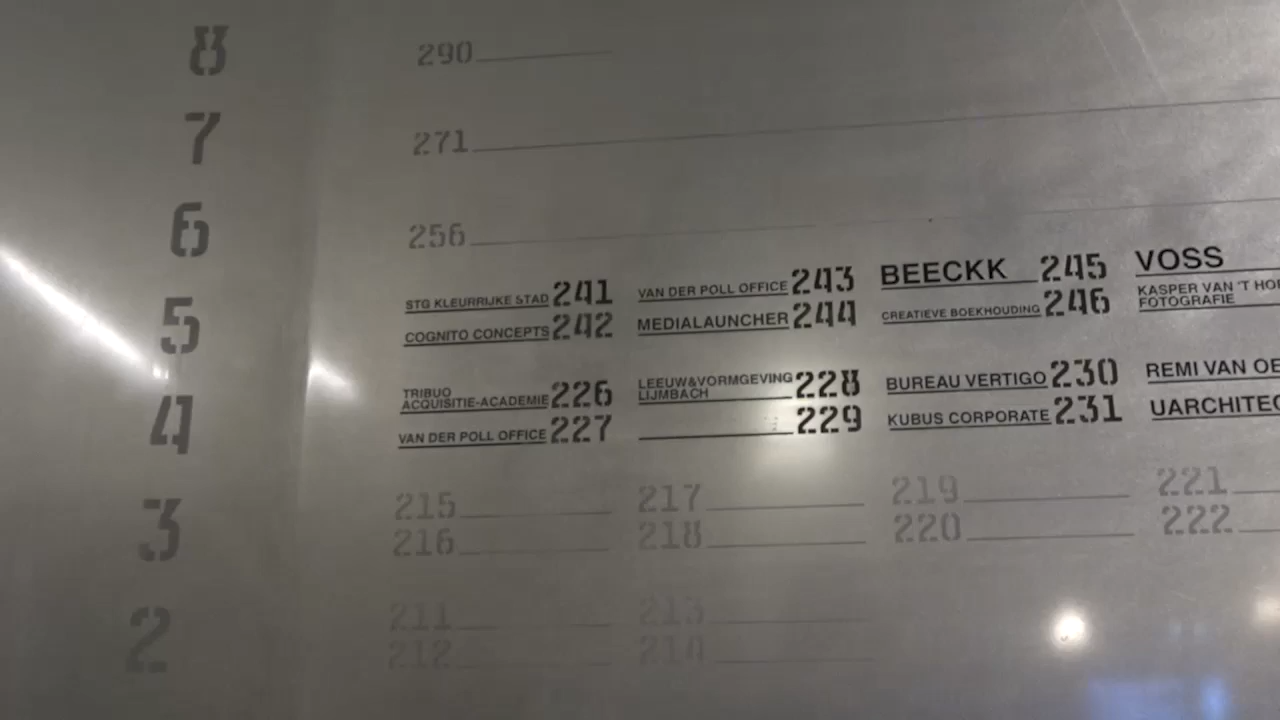 8
290
7
271
6
256
5
STG KLEURRIJKE STAD 241
VAN DER POLL OFFICE 243
BEECKK 245
VOSS
COGNITO CONCEPTS 242
MEDIALAUNCHER 244
CREATIEVE BOEKHOUDING 246
KASPER VAN 'T
FOTOGRAFIE
4
TRIBUO
ACQUISITIE-ACADEMIE 226
LEEUW&VORMGEVING
LIJMBACH 228
BUREAU VERTIGO 230
REMI VAN
VAN DER POLL OFFICE 227
229
KUBUS CORPORATE 231
3
215
217
219
221
216
218
220
222
2
211
213
212